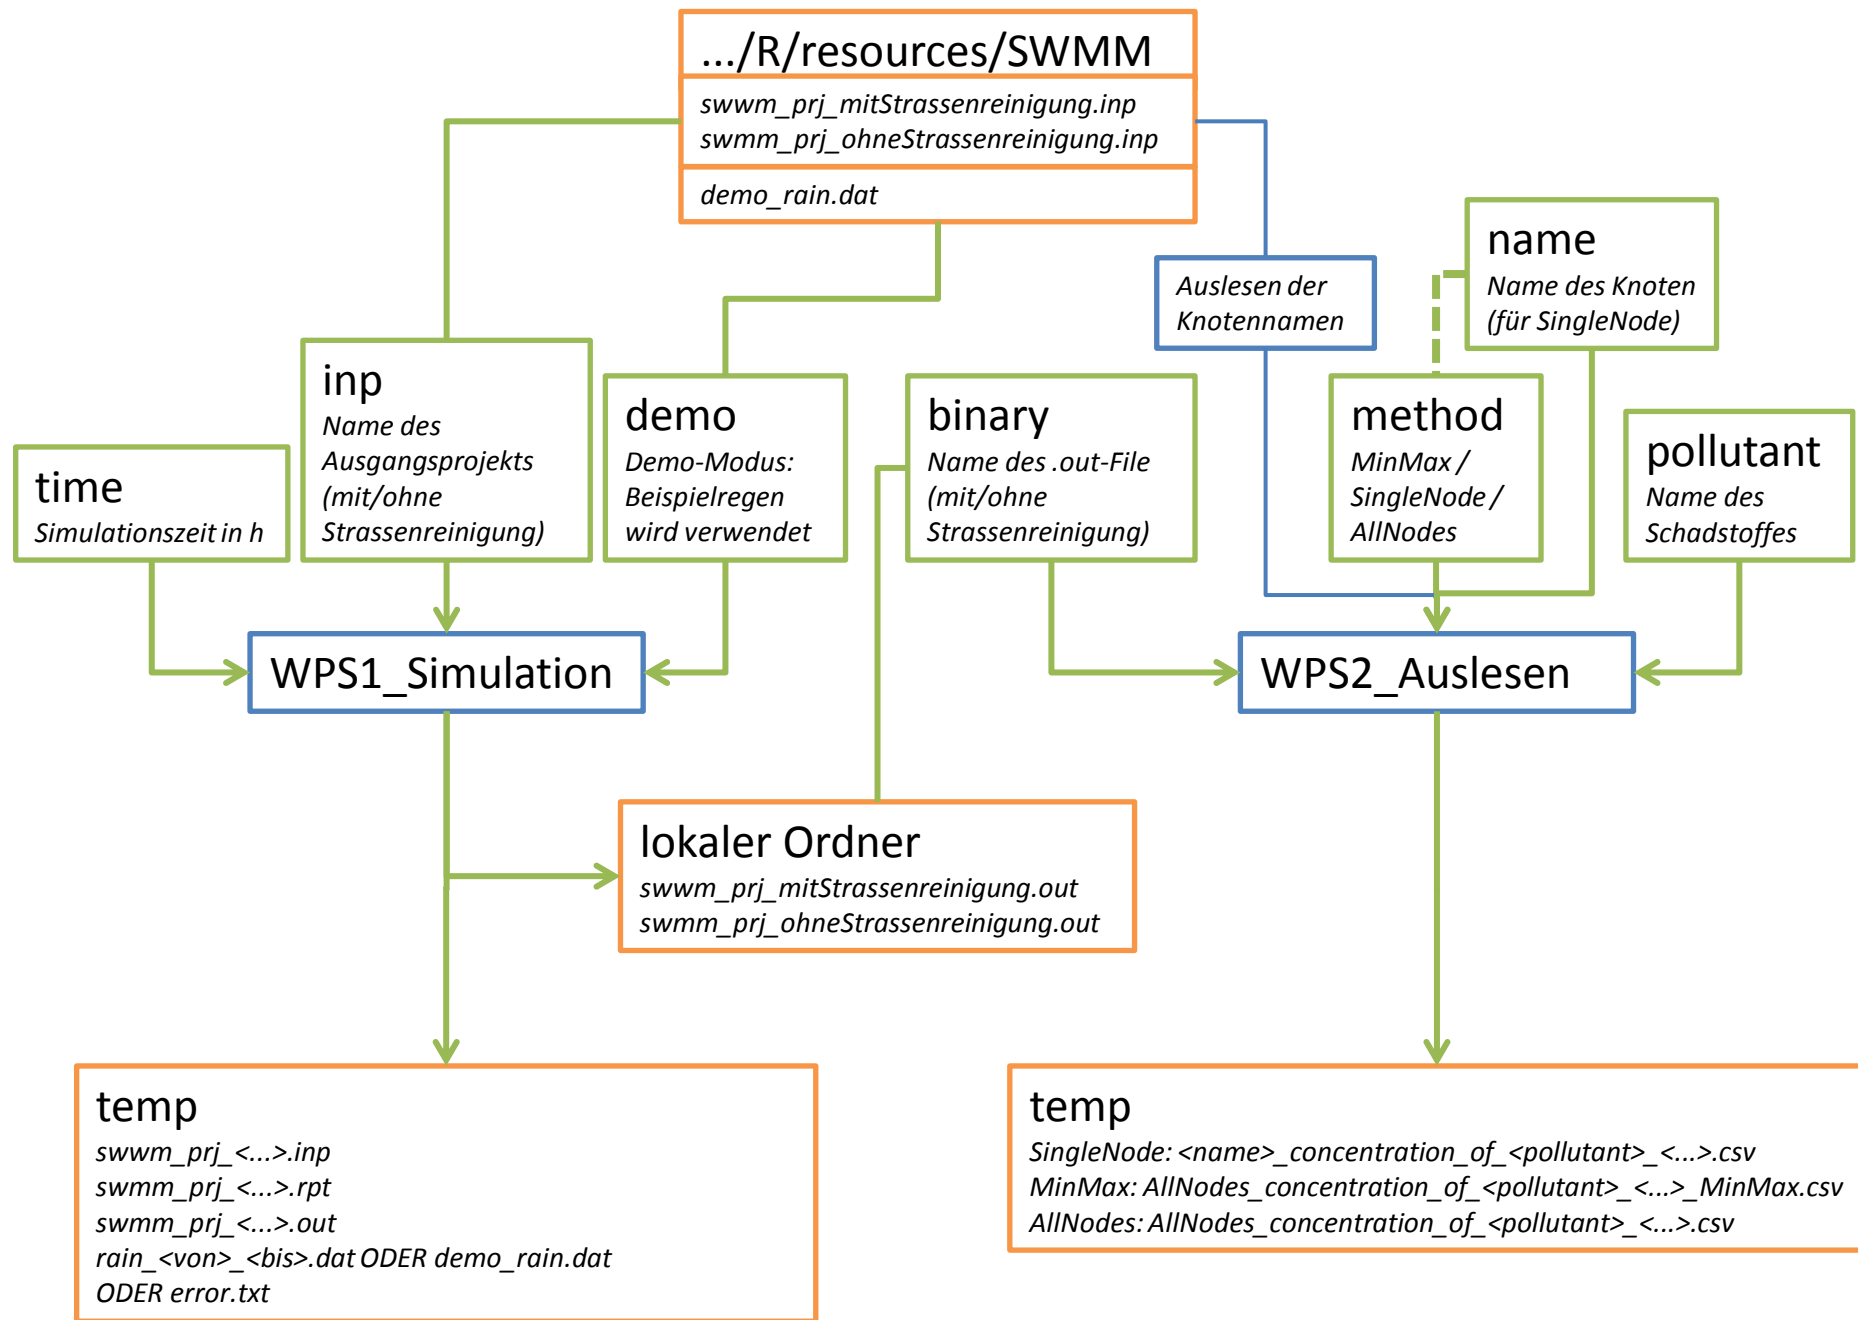 .../R/resources/SWMM
swwm_prj_mitStrassenreinigung.inp
swmm_prj_ohneStrassenreinigung.inp
demo_rain.dat
name
Name des Knoten
(für SingleNode)
Auslesen der
Knotennamen
inp
Name des
Ausgangsprojekts
(mit/ohne
Strassenreinigung)
demo
Demo-Modus:
Beispielregen
wird verwendet
binary
Name des .out-File
(mit/ohne
Strassenreinigung)
method
MinMax /
SingleNode /
AllNodes
pollutant
Name des
Schadstoffes
time
Simulationszeit in h
WPS1_Simulation
WPS2_Auslesen
lokaler Ordner
swwm_prj_mitStrassenreinigung.out
swmm_prj_ohneStrassenreinigung.out
temp
swwm_prj_<...>.inp
swmm_prj_<...>.rpt
swmm_prj_<...>.out
rain_<von>_<bis>.dat ODER demo_rain.dat
ODER error.txt
temp
SingleNode: <name>_concentration_of_<pollutant>_<...>.csv
MinMax: AllNodes_concentration_of_<pollutant>_<...>_MinMax.csv
AllNodes: AllNodes_concentration_of_<pollutant>_<...>.csv